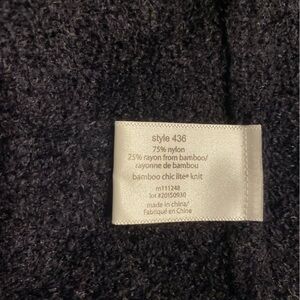 style 436
75% nylon
25% rayon from bamboo/
rayonne de bambou
bamboo chic lite® knit
m111248
lot #20150930
made in china/
Fabriqué en Chine